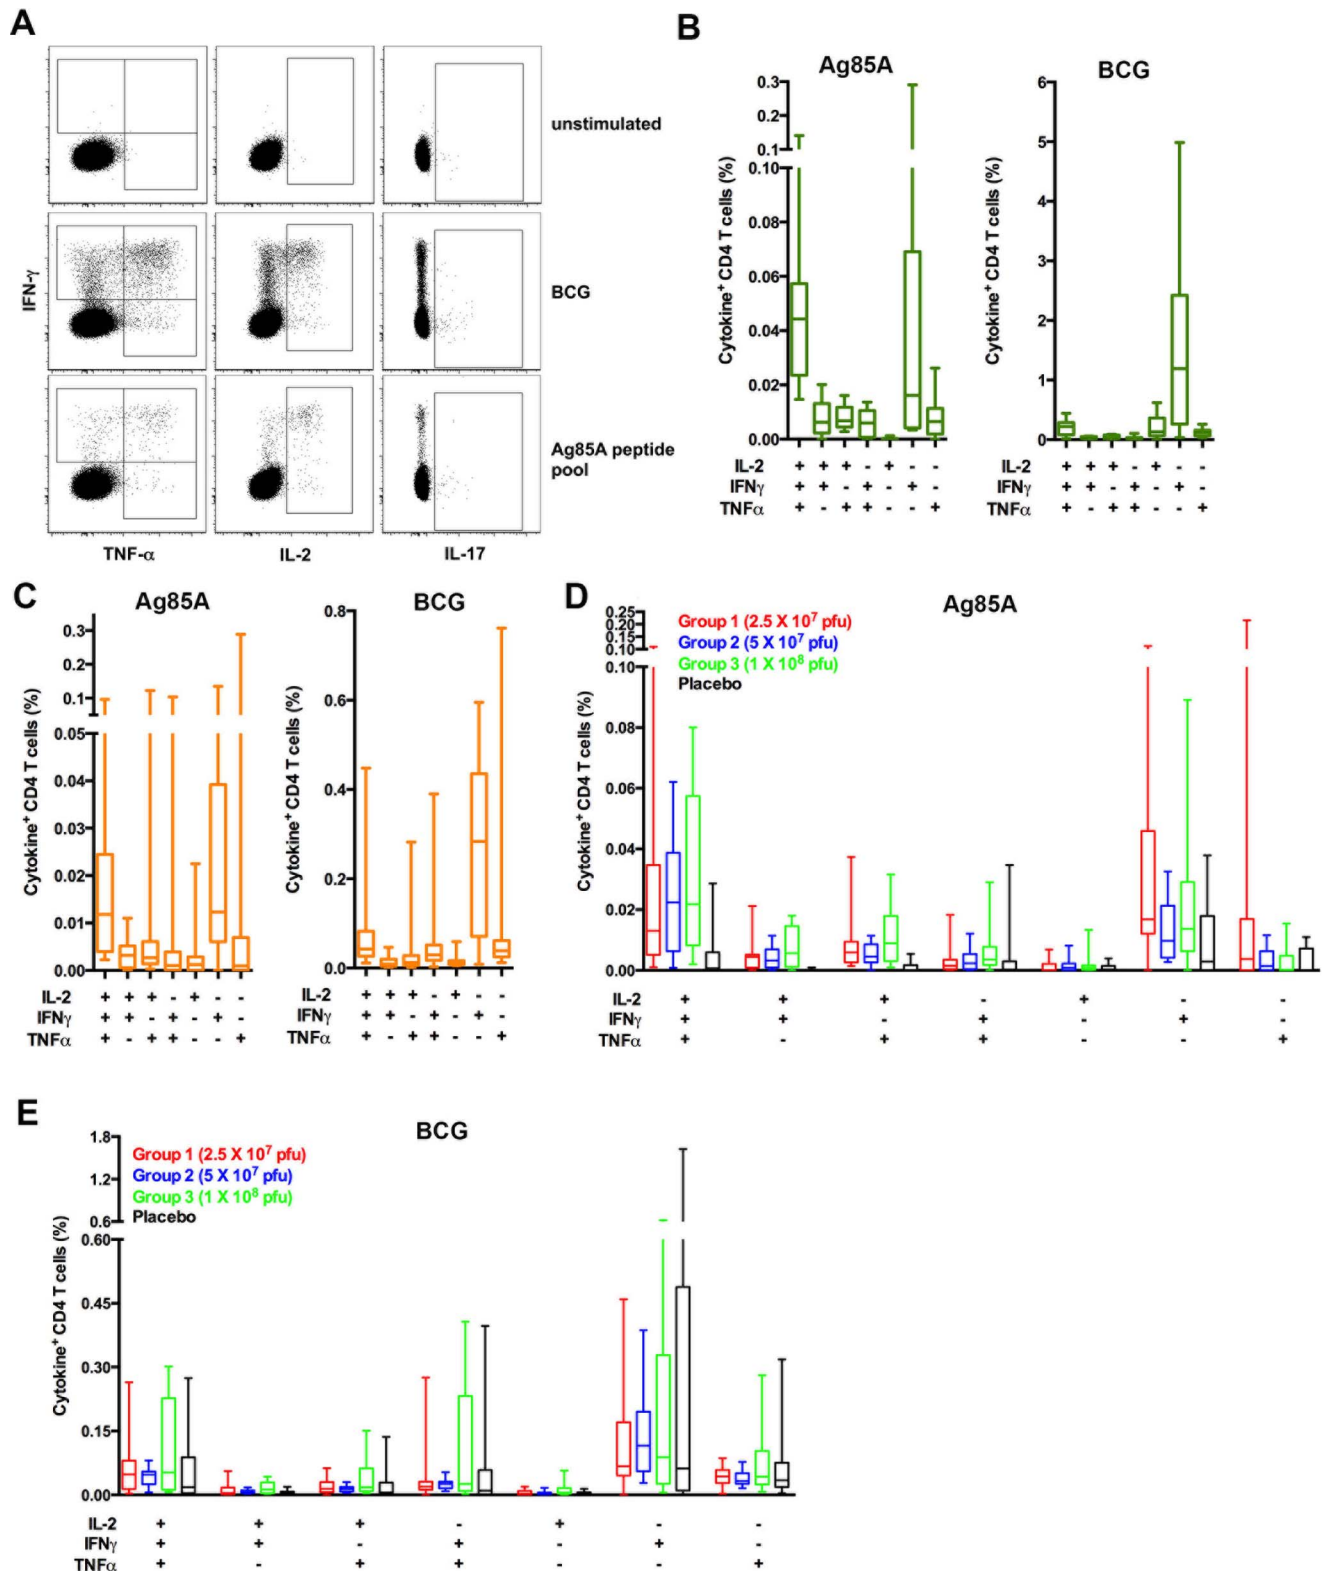 A
unstimulated
BCG
Ag85A peptide
pool
IFN-γ
TNF-α IL-2 IL-17
B
Ag85A
Cytokine+ CD4 T cells (%)
0.3
0.2
0.1
0.10
0.08
0.06
0.04
0.02
0.00
IL-2 + + + - + - -
IFNγ + + - + - + -
TNFα + - + + - - +
BCG
Cytokine+ CD4 T cells (%)
6
5
4
3
2
1
0
IL-2 + + + - + - -
IFNγ + + - + - + -
TNFα + - + + - - +
C
Ag85A
Cytokine+ CD4 T cells (%)
0.3
0.2
0.1
0.05
0.04
0.03
0.02
0.01
0.00
IL-2 + + + - + - -
IFNγ + + - + - + -
TNFα + - + + - - +
BCG
Cytokine+ CD4 T cells (%)
0.8
0.6
0.4
0.2
0.0
IL-2 + + + - + - -
IFNγ + + - + - + -
TNFα + - + + - - +
D
Ag85A
Group 1 (2.5 X 10⁷ pfu)
Group 2 (5 X 10⁷ pfu)
Group 3 (1 X 10⁸ pfu)
Placebo
Cytokine+ CD4 T cells (%)
0.25
0.20
0.15
0.10
0.10
0.08
0.06
0.04
0.02
0.00
IL-2 + + + - + - -
IFNγ + + - + - + -
TNFα + - + + - - +
E
BCG
Group 1 (2.5 X 10⁷ pfu)
Group 2 (5 X 10⁷ pfu)
Group 3 (1 X 10⁸ pfu)
Placebo
Cytokine+ CD4 T cells (%)
1.8
1.2
0.6
0.60
0.45
0.30
0.15
0.00
IL-2 + + + - + - -
IFNγ + + - + - + -
TNFα + - + + - - +